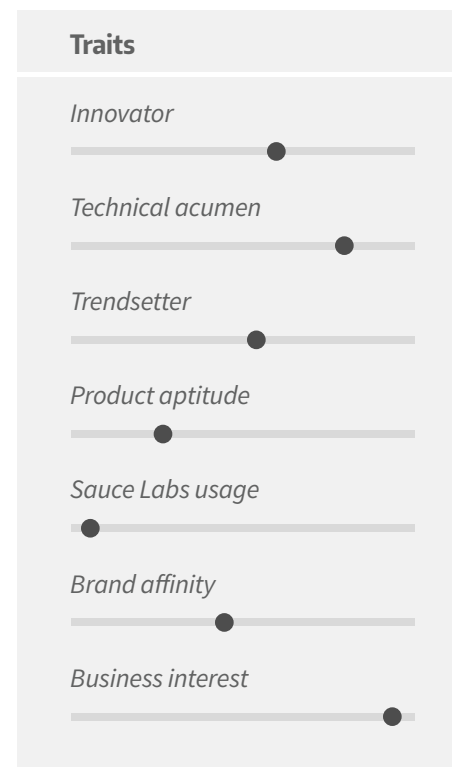 Traits
Innovator
Technical acumen
Trendsetter
Product aptitude
Sauce Labs usage
Brand affinity
Business interest